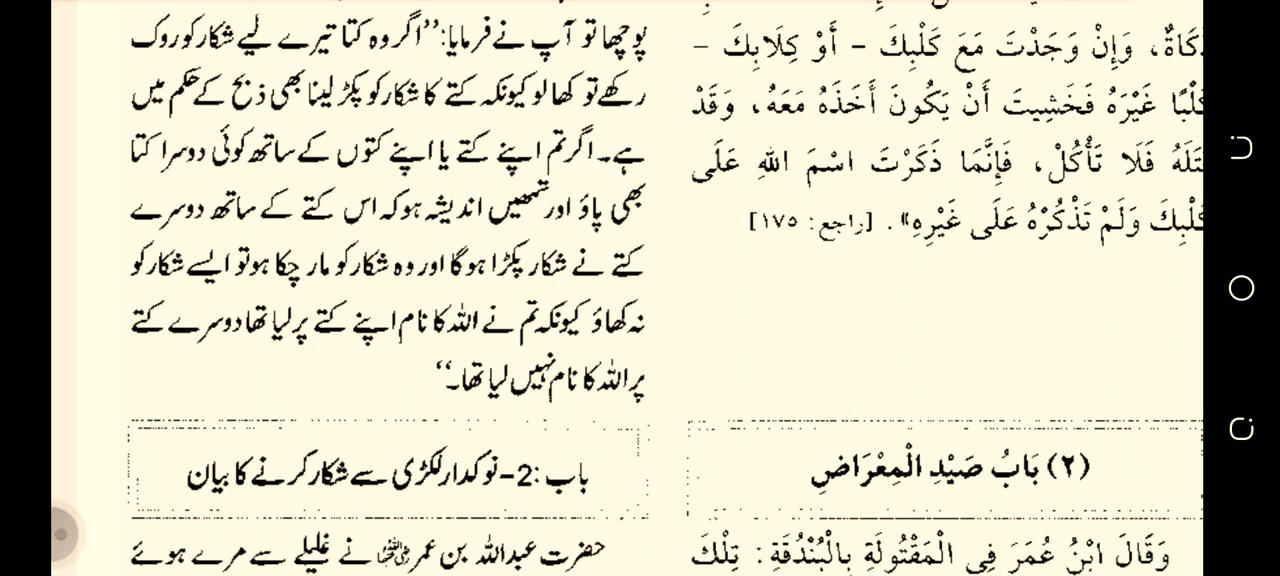 كَاةٌ، وَإِنْ وَجَدْتَ مَعَ كَلْبِكَ - أَوْ كِلَابِكَ -
كَلْبًا غَيْرَهُ فَخَشِيتَ أَنْ يَكُونَ أَخَذَهُ مَعَهُ، وَقَدْ
قَتَلَهُ فَلَا تَأْكُلْ، فَإِنَّمَا ذَكَرْتَ اسْمَ اللهِ عَلَى
كَلْبِكَ وَلَمْ تَذْكُرْهُ عَلَى غَيْرِهِ». [راجع: ١٧٥]
(٢) بَابُ صَيْدِ الْمِعْرَاضِ
وَقَالَ ابْنُ عُمَرَ فِي الْمَقْتُولَةِ بِالْبُنْدُقَةِ: تِلْكَ
پوچھا تو آپ نے فرمایا: ’’اگر وہ کتا تیرے لیے شکار کو روک
رکھے تو کھا لو کیونکہ کتے کا شکار کو پکڑ لینا بھی ذبح کے حکم میں
ہے۔ اگر تم اپنے کتے یا اپنے کتوں کے ساتھ کوئی دوسرا کتا
بھی پاؤ اور تمھیں اندیشہ ہو کہ اس کتے کے ساتھ دوسرے
کتے نے شکار پکڑا ہو گا اور وہ شکار کو مار چکا ہو تو ایسے شکار کو
نہ کھاؤ کیونکہ تم نے اللہ کا نام اپنے کتے پر لیا تھا دوسرے کتے
پر اللہ کا نام نہیں لیا تھا۔‘‘
باب :2- نوکدار لکڑی سے شکار کرنے کا بیان
حضرت عبداللہ بن عمر رضی اللہ عنہما نے غلیلے سے مرے ہوئے